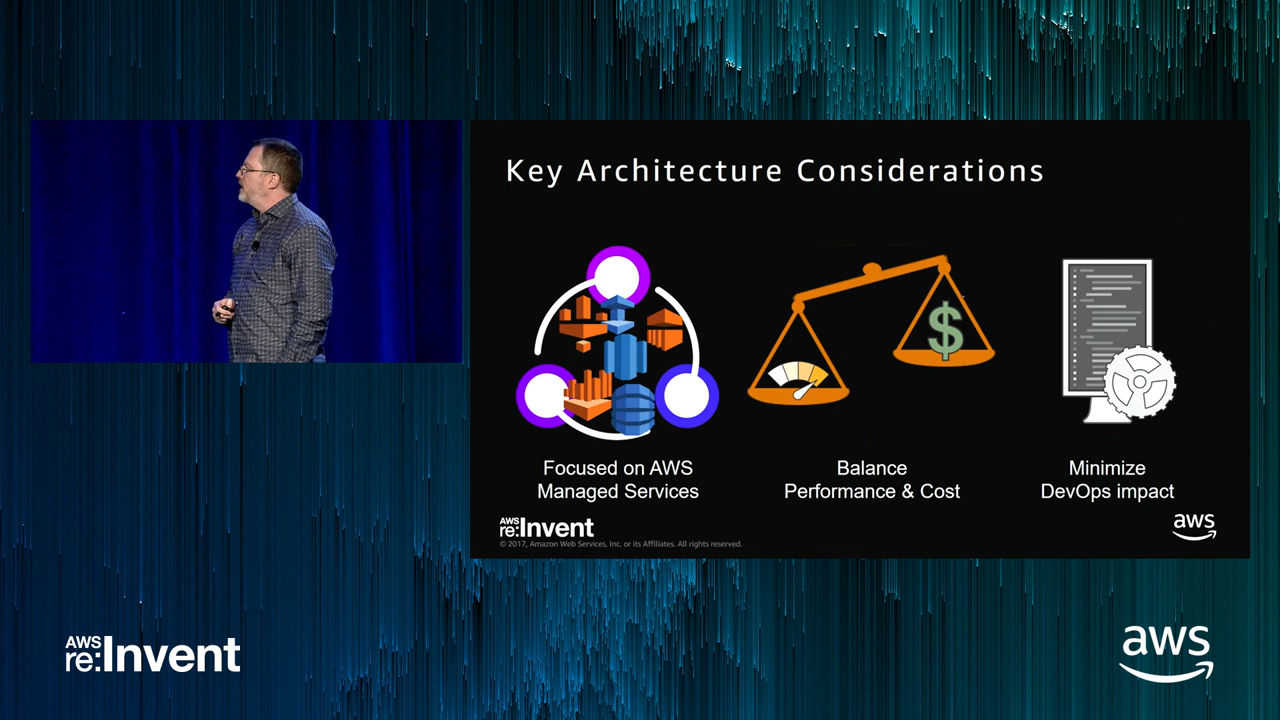 Key Architecture Considerations
$
Focused on AWS
Managed Services
Balance
Performance & Cost
Minimize
DevOps impact
AWS
re:Invent
© 2017, Amazon Web Services, Inc. or its Affiliates. All rights reserved.
aws
AWS
re:Invent
aws